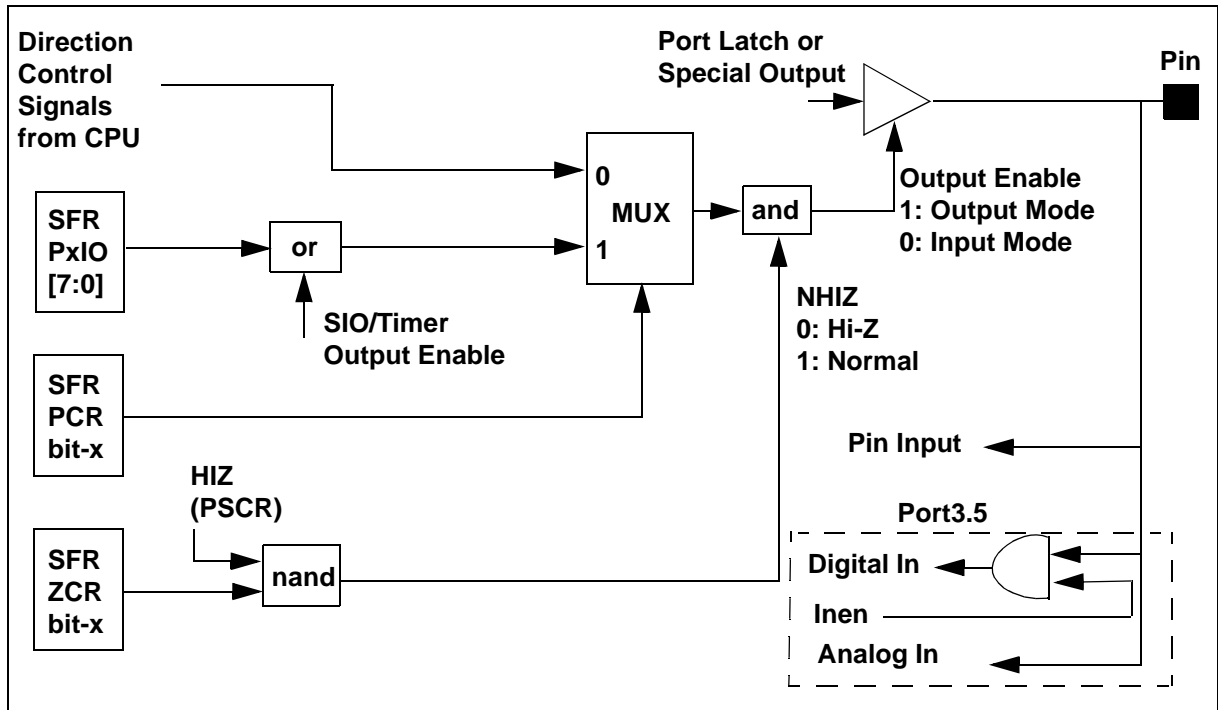 Direction
Control
Signals
from CPU
Port Latch or
Special Output
Pin
0
MUX
1
and
Output Enable
1: Output Mode
0: Input Mode
SFR
PxIO
[7:0]
or
SIO/Timer
Output Enable
NHIZ
0: Hi-Z
1: Normal
SFR
PCR
bit-x
Pin Input
HIZ
(PSCR)
Port3.5
SFR
ZCR
bit-x
nand
Digital In
Inen
Analog In